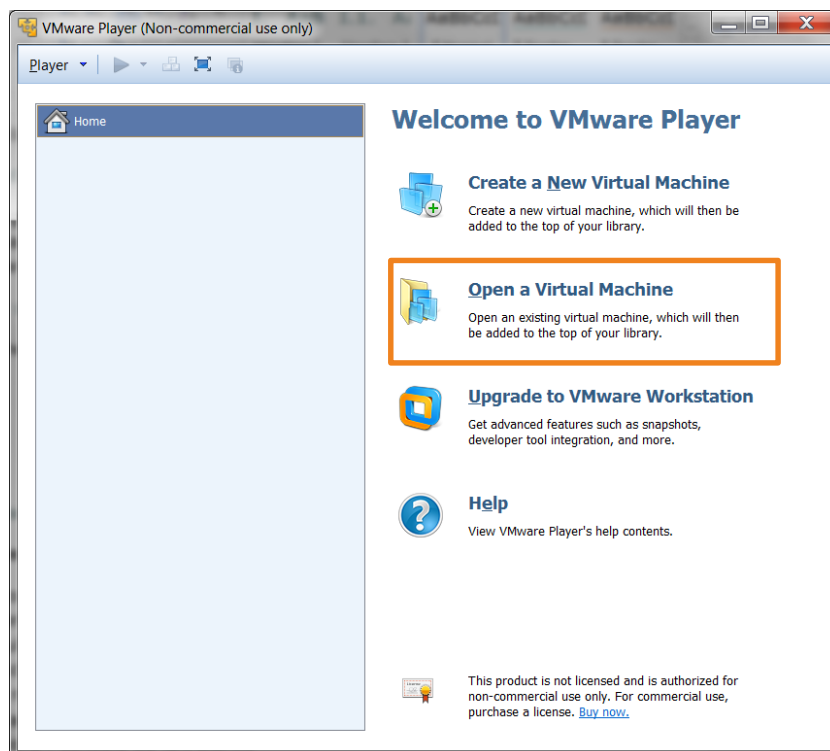 VMware Player (Non-commercial use only)
Player
Home
Welcome to VMware Player
Create a New Virtual Machine
Create a new virtual machine, which will then be
added to the top of your library.
Open a Virtual Machine
Open an existing virtual machine, which will then
be added to the top of your library.
Upgrade to VMware Workstation
Get advanced features such as snapshots,
developer tool integration, and more.
Help
View VMware Player's help contents.
This product is not licensed and is authorized for
non-commercial use only. For commercial use,
purchase a license. Buy now.